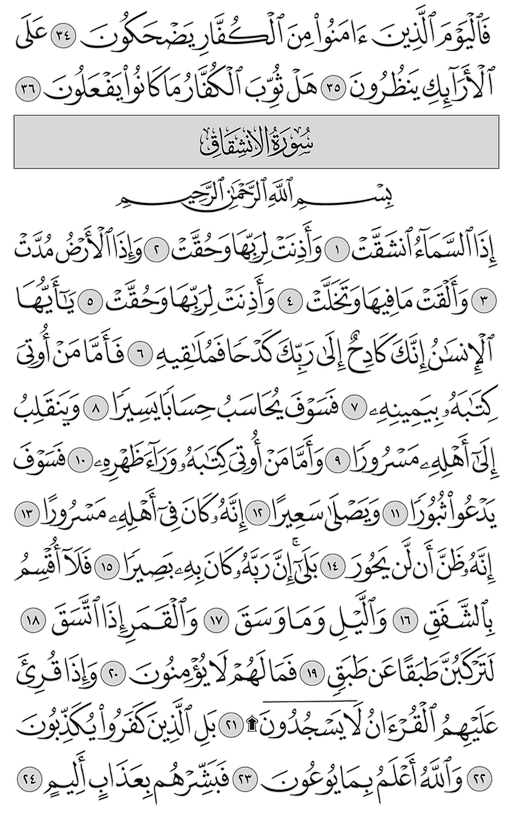 فَٱلْيَوْمَ ٱلَّذِينَ ءَامَنُوا۟ مِنَ ٱلْكُفَّارِ يَضْحَكُونَ ٣٤ عَلَى
ٱلْأَرَآئِكِ يَنظُرُونَ ٣٥ هَلْ ثُوِّبَ ٱلْكُفَّارُ مَا كَانُوا۟ يَفْعَلُونَ ٣٦
سُورَةُ الانشِقَاقِ
بِسْمِ ٱللَّهِ ٱلرَّحْمَٰنِ ٱلرَّحِيمِ
إِذَا ٱلسَّمَآءُ ٱنشَقَّتْ ١ وَأَذِنَتْ لِرَبِّهَا وَحُقَّتْ ٢ وَإِذَا ٱلْأَرْضُ مُدَّتْ
٣ وَأَلْقَتْ مَا فِيهَا وَتَخَلَّتْ ٤ وَأَذِنَتْ لِرَبِّهَا وَحُقَّتْ ٥ يَٰٓأَيُّهَا
ٱلْإِنسَٰنُ إِنَّكَ كَادِحٌ إِلَىٰ رَبِّكَ كَدْحًا فَمُلَٰقِيهِ ٦ فَأَمَّا مَنْ أُوتِىَ
كِتَٰبَهُۥ بِيَمِينِهِۦ ٧ فَسَوْفَ يُحَاسَبُ حِسَابًا يَسِيرًا ٨ وَيَنقَلِبُ
إِلَىٰٓ أَهْلِهِۦ مَسْرُورًا ٩ وَأَمَّا مَنْ أُوتِىَ كِتَٰبَهُۥ وَرَآءَ ظَهْرِهِۦ ١٠ فَسَوْفَ
يَدْعُوا۟ ثُبُورًا ١١ وَيَصْلَىٰ سَعِيرًا ١٢ إِنَّهُۥ كَانَ فِىٓ أَهْلِهِۦ مَسْرُورًا ١٣
إِنَّهُۥ ظَنَّ أَن لَّن يَحُورَ ١٤ بَلَىٰٓۚ إِنَّ رَبَّهُۥ كَانَ بِهِۦ بَصِيرًا ١٥ فَلَآ أُقْسِمُ
بِٱلشَّفَقِ ١٦ وَٱلَّيْلِ وَمَا وَسَقَ ١٧ وَٱلْقَمَرِ إِذَا ٱتَّسَقَ ١٨
لَتَرْكَبُنَّ طَبَقًا عَن طَبَقٍ ١٩ فَمَا لَهُمْ لَا يُؤْمِنُونَ ٢٠ وَإِذَا قُرِئَ
عَلَيْهِمُ ٱلْقُرْءَانُ لَا يَسْجُدُونَ ٢١ بَلِ ٱلَّذِينَ كَفَرُوا۟ يُكَذِّبُونَ
٢٢ وَٱللَّهُ أَعْلَمُ بِمَا يُوعُونَ ٢٣ فَبَشِّرْهُم بِعَذَابٍ أَلِيمٍ ٢٤